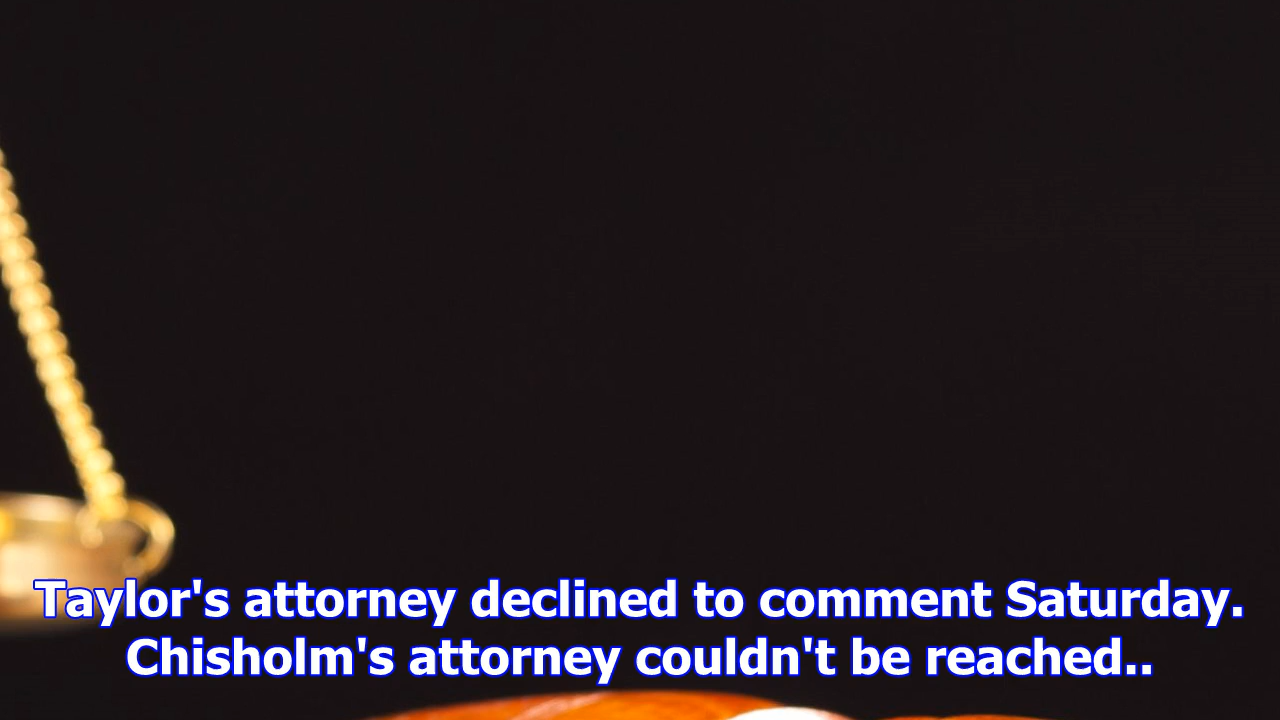 Taylor's attorney declined to comment Saturday.
Chisholm's attorney couldn't be reached..